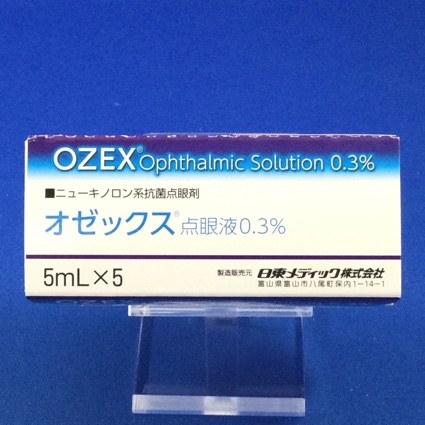 OZEX® Ophthalmic Solution 0.3%
■ニューキノロン系抗菌点眼剤
オゼックス®点眼液0.3%
5mL×5
製造販売元 日東メディック株式会社
富山県富山市八尾町保内1-14-1